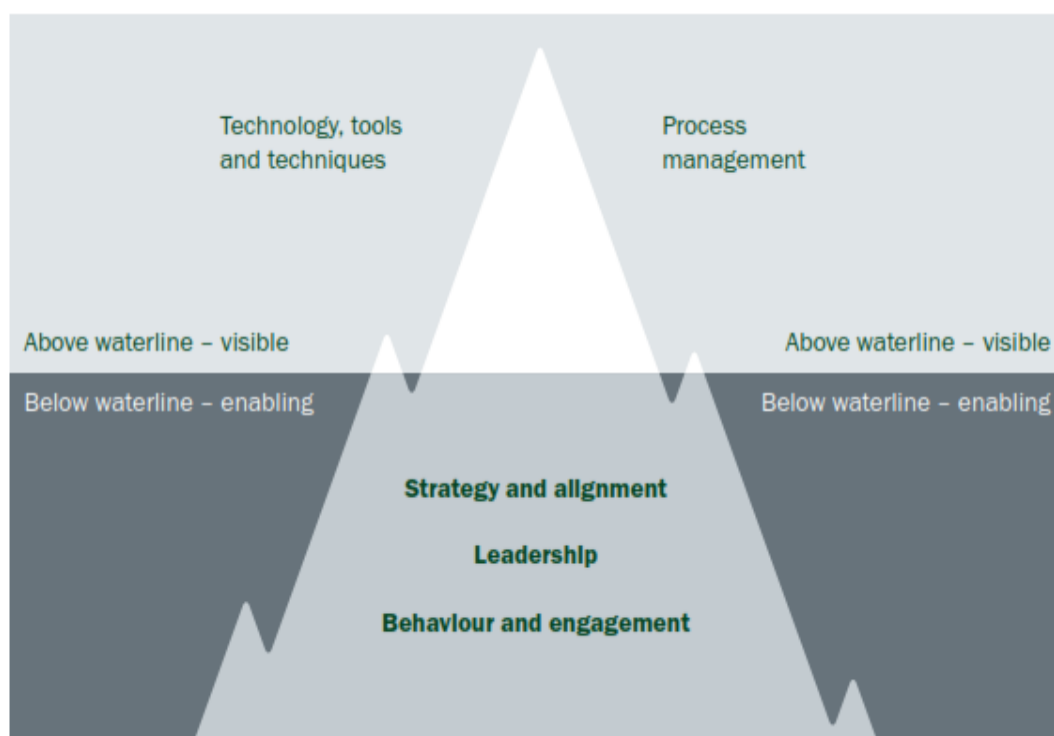 Technology, tools
and techniques
Process
management
Above waterline – visible
Above waterline – visible
Below waterline – enabling
Below waterline – enabling
Strategy and alignment
Leadership
Behaviour and engagement